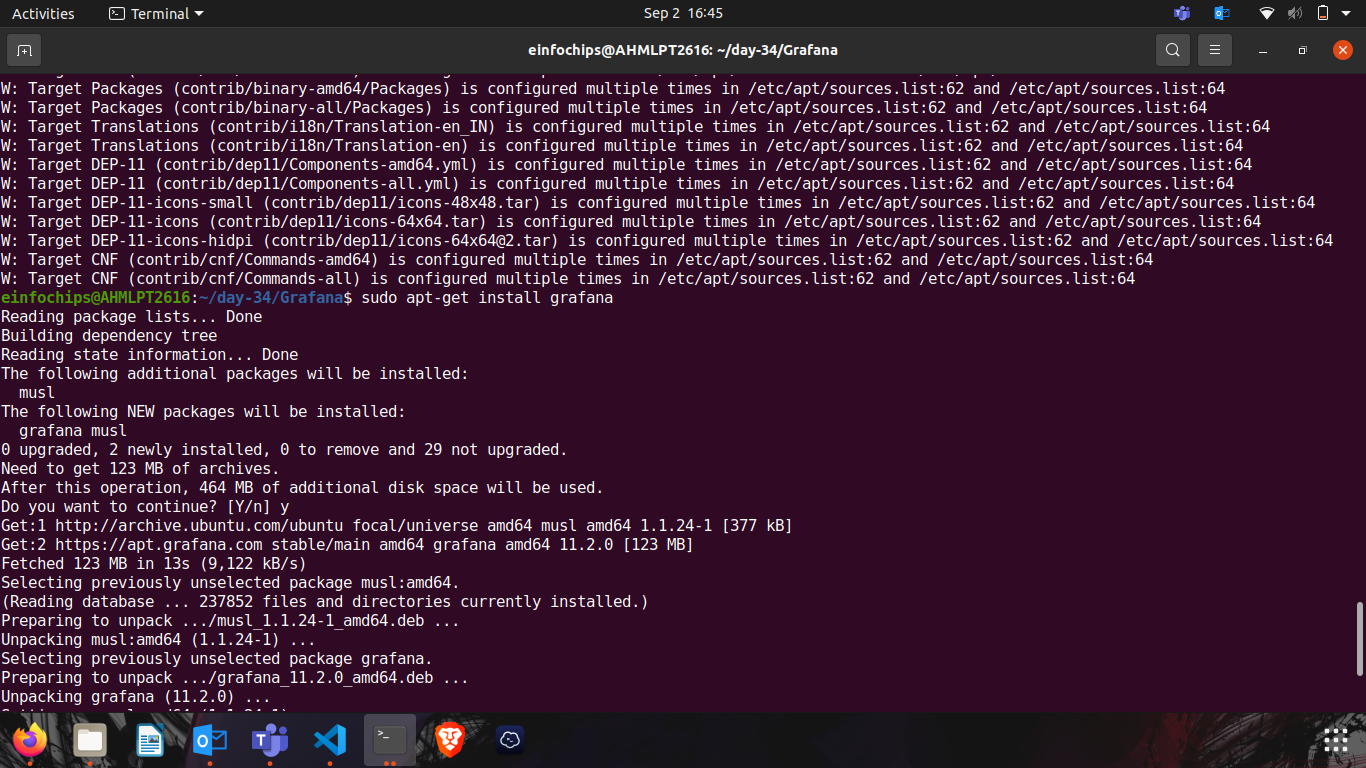 Activities
Terminal
Sep 2 16:45
einfochips@AHMLPT2616: ~/day-34/Grafana
W: Target Packages (contrib/binary-amd64/Packages) is configured multiple times in /etc/apt/sources.list:62 and /etc/apt/sources.list:64
W: Target Packages (contrib/binary-all/Packages) is configured multiple times in /etc/apt/sources.list:62 and /etc/apt/sources.list:64
W: Target Translations (contrib/i18n/Translation-en_IN) is configured multiple times in /etc/apt/sources.list:62 and /etc/apt/sources.list:64
W: Target Translations (contrib/i18n/Translation-en) is configured multiple times in /etc/apt/sources.list:62 and /etc/apt/sources.list:64
W: Target DEP-11 (contrib/dep11/Components-amd64.yml) is configured multiple times in /etc/apt/sources.list:62 and /etc/apt/sources.list:64
W: Target DEP-11 (contrib/dep11/Components-all.yml) is configured multiple times in /etc/apt/sources.list:62 and /etc/apt/sources.list:64
W: Target DEP-11-icons-small (contrib/dep11/icons-48x48.tar) is configured multiple times in /etc/apt/sources.list:62 and /etc/apt/sources.list:64
W: Target DEP-11-icons (contrib/dep11/icons-64x64.tar) is configured multiple times in /etc/apt/sources.list:62 and /etc/apt/sources.list:64
W: Target DEP-11-icons-hidpi (contrib/dep11/icons-64x64@2.tar) is configured multiple times in /etc/apt/sources.list:62 and /etc/apt/sources.list:64
W: Target CNF (contrib/cnf/Commands-amd64) is configured multiple times in /etc/apt/sources.list:62 and /etc/apt/sources.list:64
W: Target CNF (contrib/cnf/Commands-all) is configured multiple times in /etc/apt/sources.list:62 and /etc/apt/sources.list:64
einfochips@AHMLPT2616:~/day-34/Grafana$ sudo apt-get install grafana
Reading package lists... Done
Building dependency tree
Reading state information... Done
The following additional packages will be installed:
  musl
The following NEW packages will be installed:
  grafana musl
0 upgraded, 2 newly installed, 0 to remove and 29 not upgraded.
Need to get 123 MB of archives.
After this operation, 464 MB of additional disk space will be used.
Do you want to continue? [Y/n] y
Get:1 http://archive.ubuntu.com/ubuntu focal/universe amd64 musl amd64 1.1.24-1 [377 kB]
Get:2 https://apt.grafana.com stable/main amd64 grafana amd64 11.2.0 [123 MB]
Fetched 123 MB in 13s (9,122 kB/s)
Selecting previously unselected package musl:amd64.
(Reading database ... 237852 files and directories currently installed.)
Preparing to unpack .../musl_1.1.24-1_amd64.deb ...
Unpacking musl:amd64 (1.1.24-1) ...
Selecting previously unselected package grafana.
Preparing to unpack .../grafana_11.2.0_amd64.deb ...
Unpacking grafana (11.2.0) ...